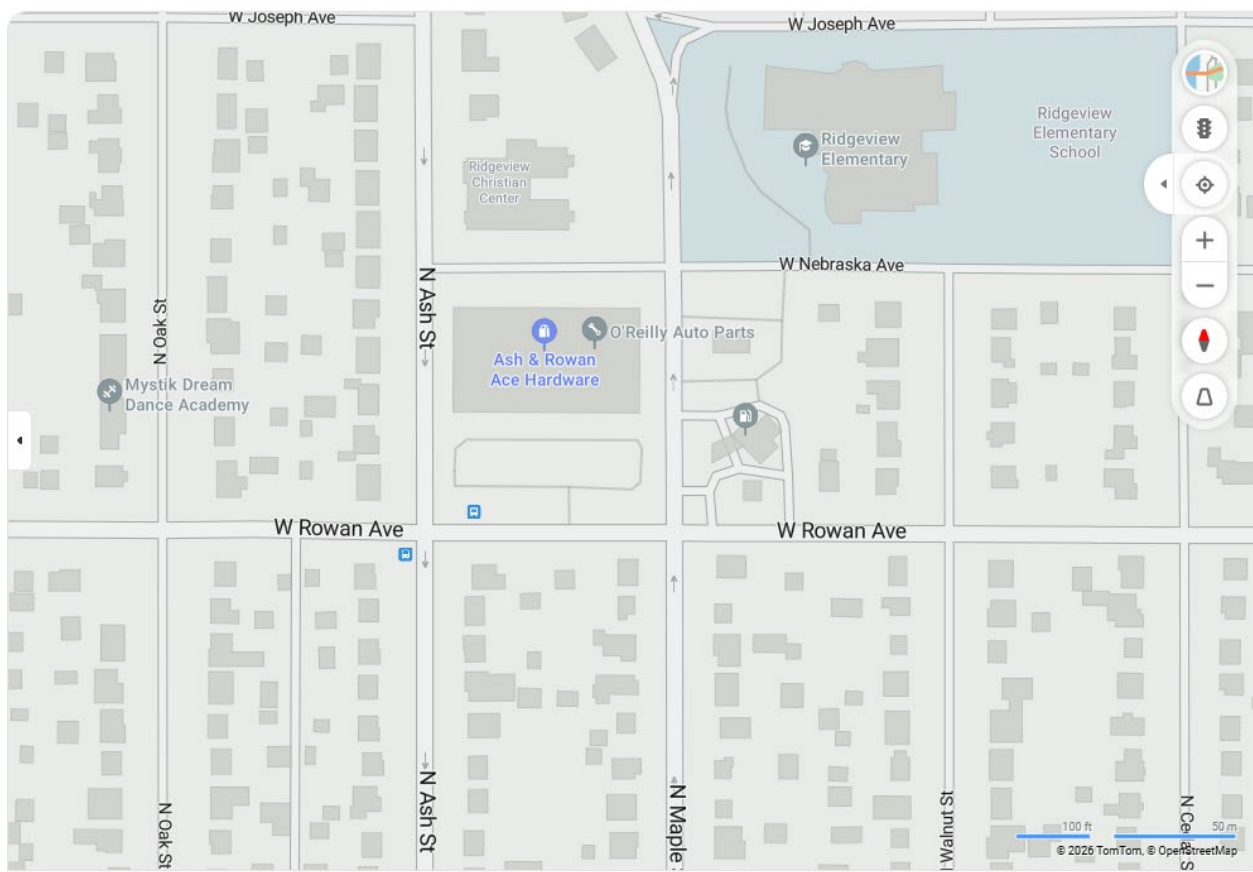 W Joseph Ave
W Joseph Ave
Ridgeview
Elementary
School
Ridgeview
Elementary
Ridgeview
Christian
Center
W Nebraska Ave
N Ash St
N Oak St
O'Reilly Auto Parts
Ash & Rowan
Ace Hardware
Mystik Dream
Dance Academy
W Rowan Ave
W Rowan Ave
N Oak St
N Ash St
N Maple
Walnut St
100 ft
50 m
© 2026 TomTom, © OpenStreetMap